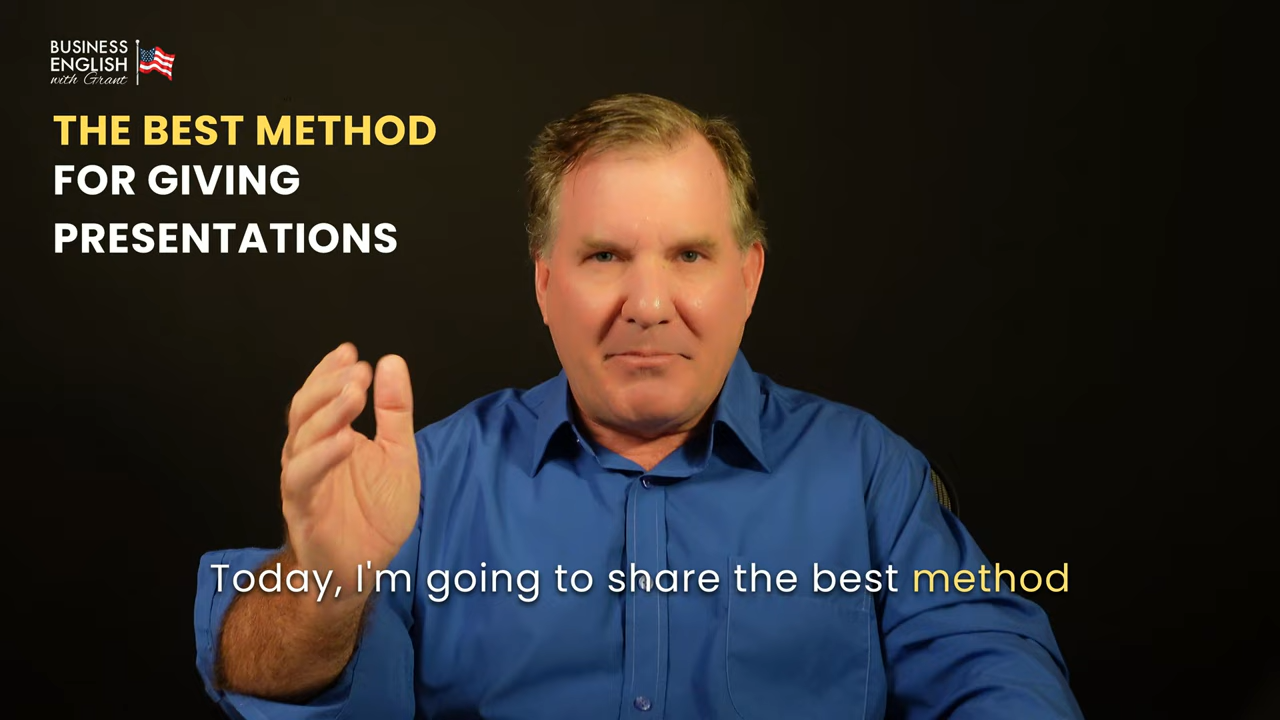 BUSINESS
ENGLISH
with Grant
THE BEST METHOD
FOR GIVING
PRESENTATIONS
Today, I'm going to share the best method